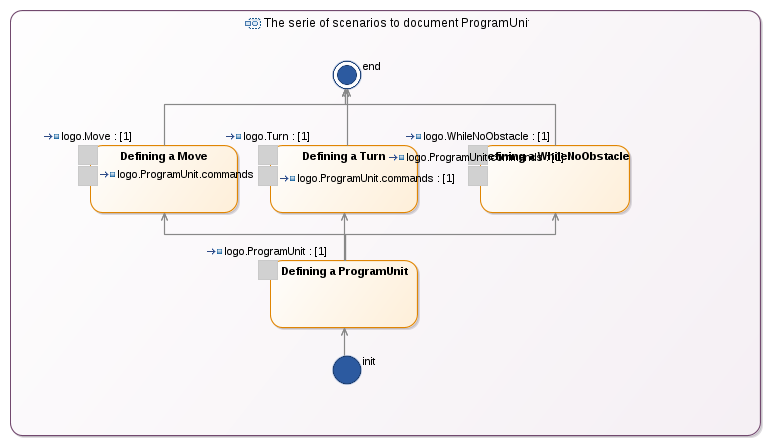 The serie of scenarios to document ProgramUni
end
logo.Move : [1]
logo.Turn : [1]
logo.WhileNoObstacle : [1]
Defining a Move
Defining a Turn
efining a WhileNoObstacle
logo.ProgramUnit.commands : [1]
logo.ProgramUnit.commands
logo.ProgramUnit.commands : [1]
logo.ProgramUnit : [1]
Defining a ProgramUnit
init